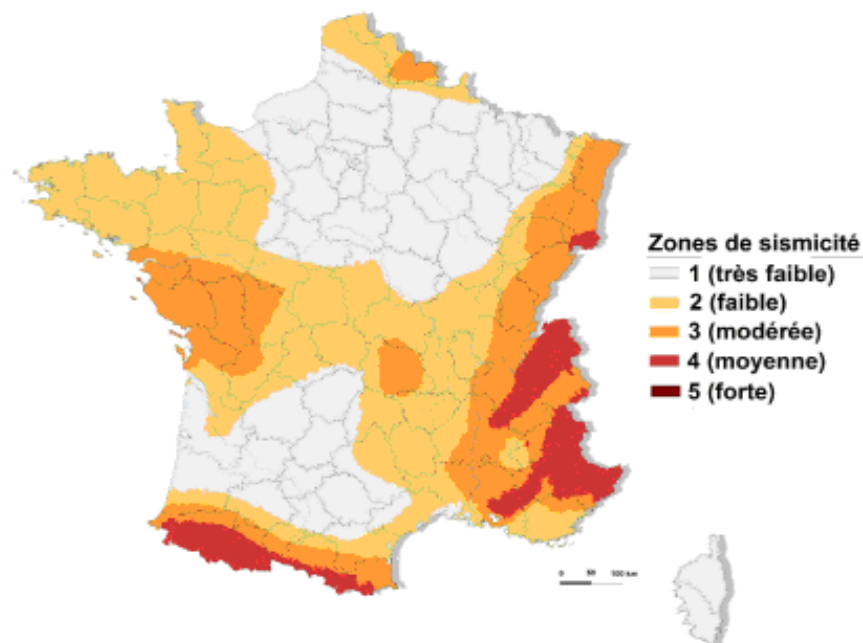 Zones de sismicité
1 (très faible)
2 (faible)
3 (modérée)
4 (moyenne)
5 (forte)
0 50 100 km